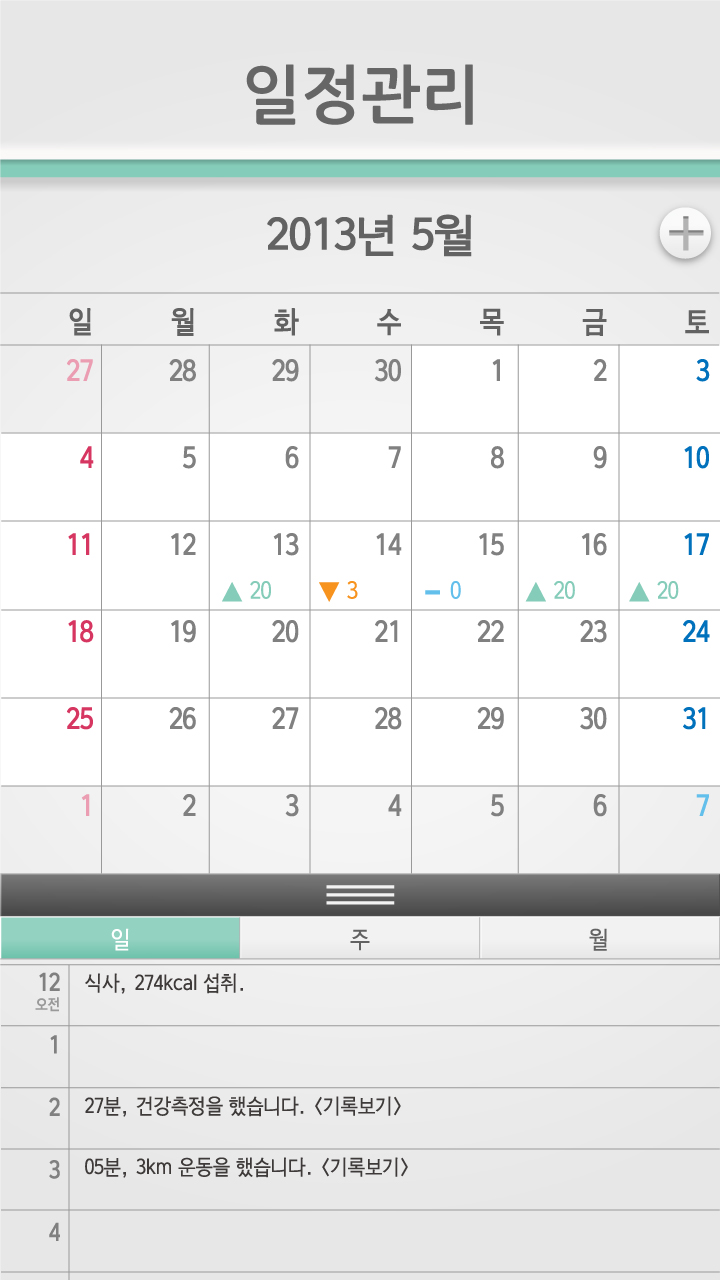 일정관리
2013년 5월
일 월 화 수 목 금 토
27 28 29 30 1 2 3
4 5 6 7 8 9 10
11 12 13 14 15 16 17
▲ 20 ▼ 3 - 0 ▲ 20 ▲ 20
18 19 20 21 22 23 24
25 26 27 28 29 30 31
1 2 3 4 5 6 7
일 주 월
12 식사, 274kcal 섭취.
오전
1
2 27분, 건강측정을 했습니다. <기록보기>
3 05분, 3km 운동을 했습니다. <기록보기>
4